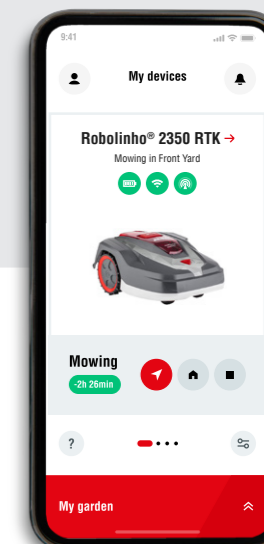 9:41
My devices
Robolinho® 2350 RTK →
Mowing in Front Yard
Mowing
-2h 26min
?
My garden